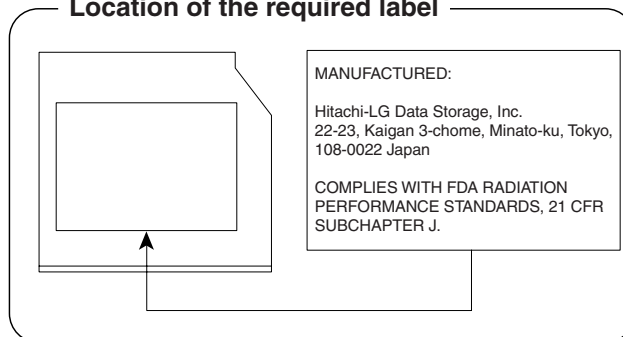 Location of the required label
MANUFACTURED:
Hitachi-LG Data Storage, Inc.
22-23, Kaigan 3-chome, Minato-ku, Tokyo,
108-0022 Japan
COMPLIES WITH FDA RADIATION
PERFORMANCE STANDARDS, 21 CFR
SUBCHAPTER J.